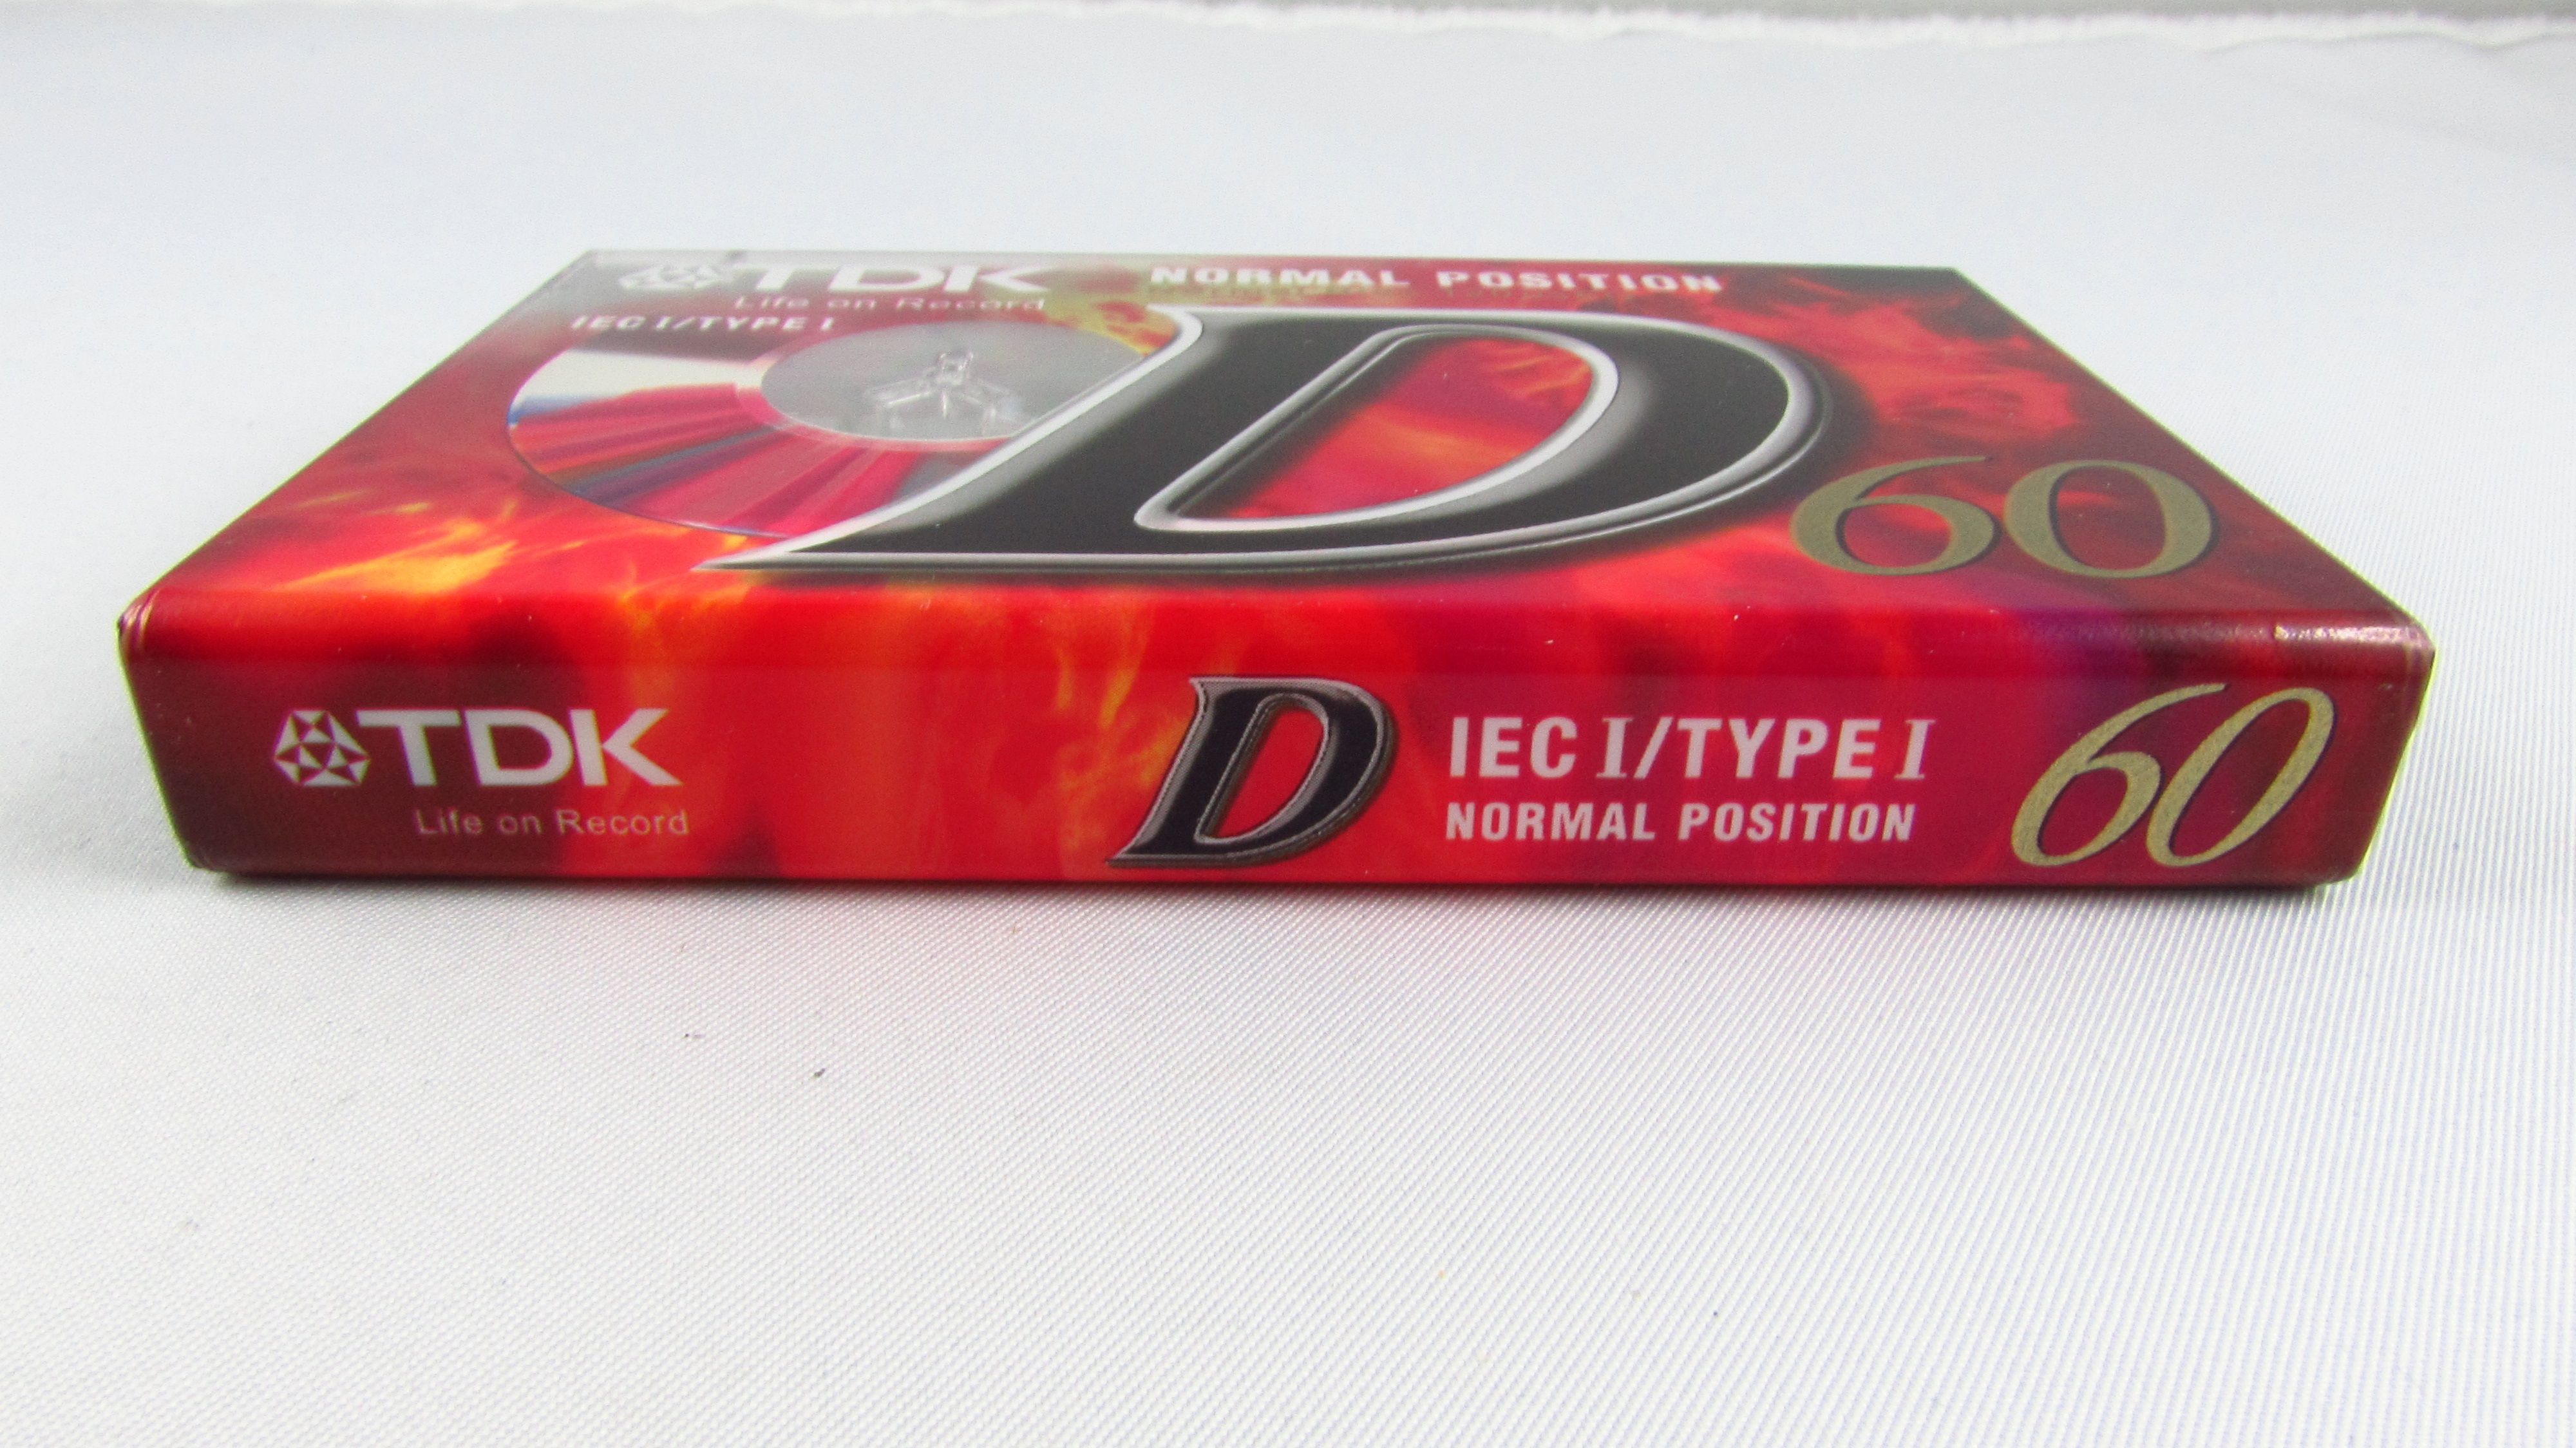 TDK NORMAL POSITION
Life on Record
IEC I/TYPE I
D 60
TDK
Life on Record
D
IEC I/TYPE I
NORMAL POSITION
60